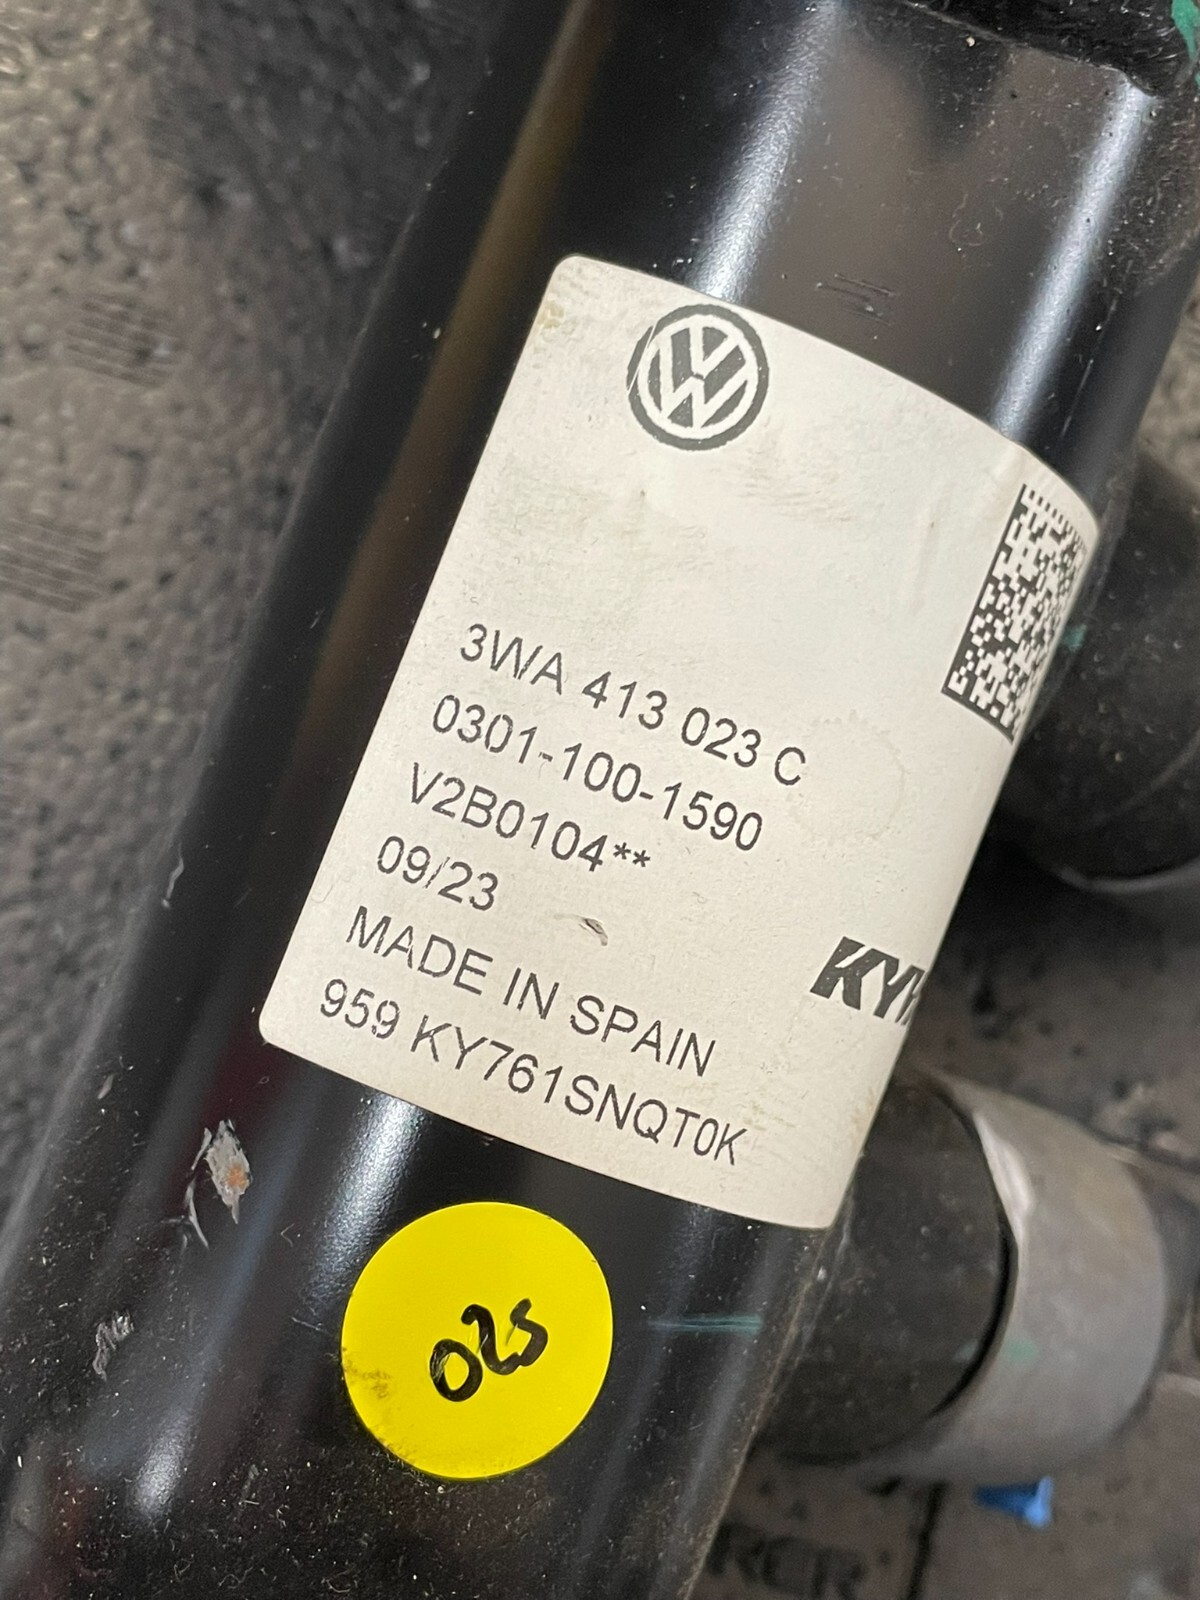 3WA 413 023 C
0301-100-1590
V2B0104**
09/23
MADE IN SPAIN
959 KY761SNQT0K
025